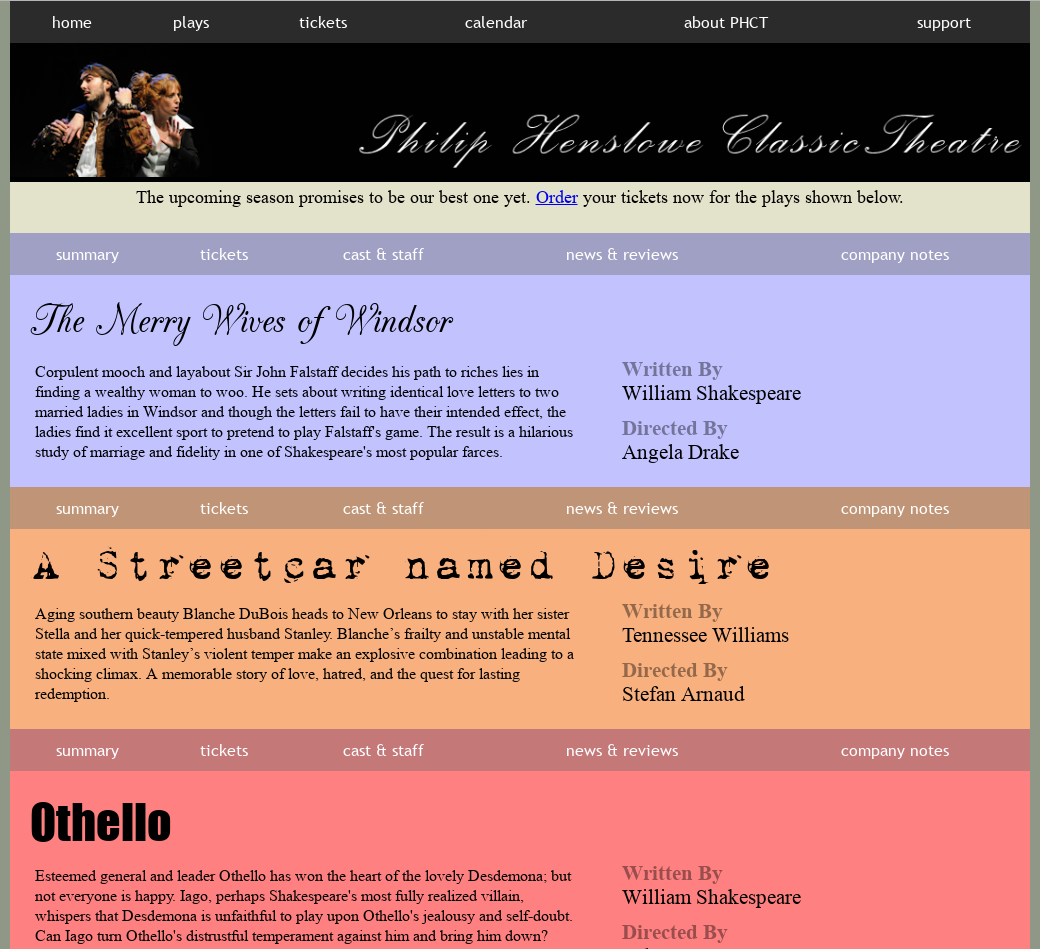 home plays tickets calendar about PHCT support
Philip Henslowe Classic Theatre
The upcoming season promises to be our best one yet. Order your tickets now for the plays shown below.
summary tickets cast & staff news & reviews company notes
The Merry Wives of Windsor
Corpulent mooch and layabout Sir John Falstaff decides his path to riches lies in
finding a wealthy woman to woo. He sets about writing identical love letters to two
married ladies in Windsor and though the letters fail to have their intended effect, the
ladies find it excellent sport to pretend to play Falstaff's game. The result is a hilarious
study of marriage and fidelity in one of Shakespeare's most popular farces.
Written By
William Shakespeare
Directed By
Angela Drake
summary tickets cast & staff news & reviews company notes
A Streetcar named Desire
Aging southern beauty Blanche DuBois heads to New Orleans to stay with her sister
Stella and her quick-tempered husband Stanley. Blanche’s frailty and unstable mental
state mixed with Stanley’s violent temper make an explosive combination leading to a
shocking climax. A memorable story of love, hatred, and the quest for lasting
redemption.
Written By
Tennessee Williams
Directed By
Stefan Arnaud
summary tickets cast & staff news & reviews company notes
Othello
Esteemed general and leader Othello has won the heart of the lovely Desdemona; but
not everyone is happy. Iago, perhaps Shakespeare's most fully realized villain,
whispers that Desdemona is unfaithful to play upon Othello's jealousy and self-doubt.
Can Iago turn Othello's distrustful temperament against him and bring him down?
Written By
William Shakespeare
Directed By